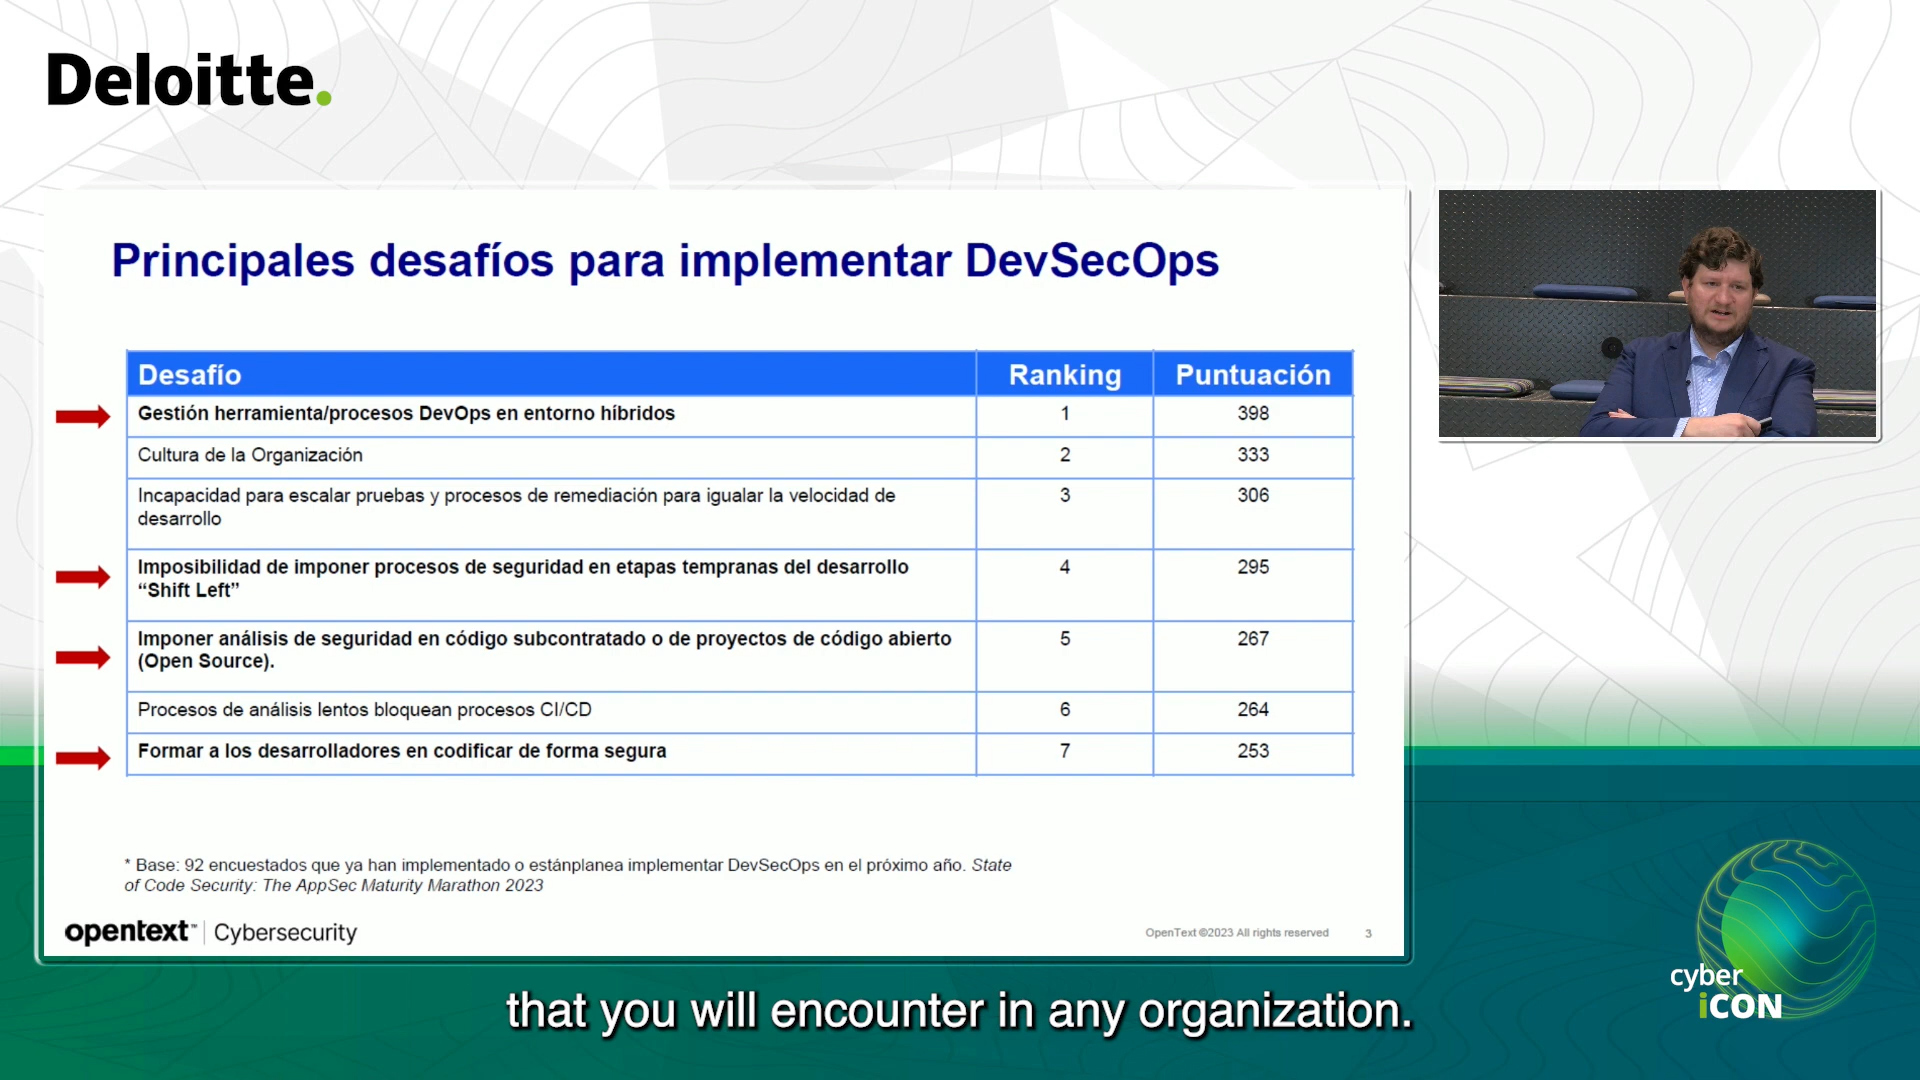 Deloitte.
Principales desafíos para implementar DevSecOps
Desafío Ranking Puntuación
Gestión herramienta/procesos DevOps en entorno híbridos 1 398
Cultura de la Organización 2 333
Incapacidad para escalar pruebas y procesos de remediación para igualar la velocidad de 3 306
desarrollo
Imposibilidad de imponer procesos de seguridad en etapas tempranas del desarrollo 4 295
“Shift Left”
Imponer análisis de seguridad en código subcontratado o de proyectos de código abierto 5 267
(Open Source).
Procesos de análisis lentos bloquean procesos CI/CD 6 264
Formar a los desarrolladores en codificar de forma segura 7 253
* Base: 92 encuestados que ya han implementado o estánplanea implementar DevSecOps en el próximo año. State
of Code Security: The AppSec Maturity Marathon 2023
opentext™ | Cybersecurity
OpenText ©2023 All rights reserved 3
cyber
iCON
that you will encounter in any organization.